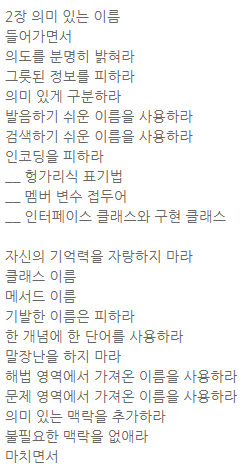 2장 의미 있는 이름
들어가면서
의도를 분명히 밝혀라
그릇된 정보를 피하라
의미 있게 구분하라
발음하기 쉬운 이름을 사용하라
검색하기 쉬운 이름을 사용하라
인코딩을 피하라
__ 헝가리식 표기법
__ 멤버 변수 접두어
__ 인터페이스 클래스와 구현 클래스
자신의 기억력을 자랑하지 마라
클래스 이름
메서드 이름
기발한 이름은 피하라
한 개념에 한 단어를 사용하라
말장난을 하지 마라
해법 영역에서 가져온 이름을 사용하라
문제 영역에서 가져온 이름을 사용하라
의미 있는 맥락을 추가하라
불필요한 맥락을 없애라
마치면서